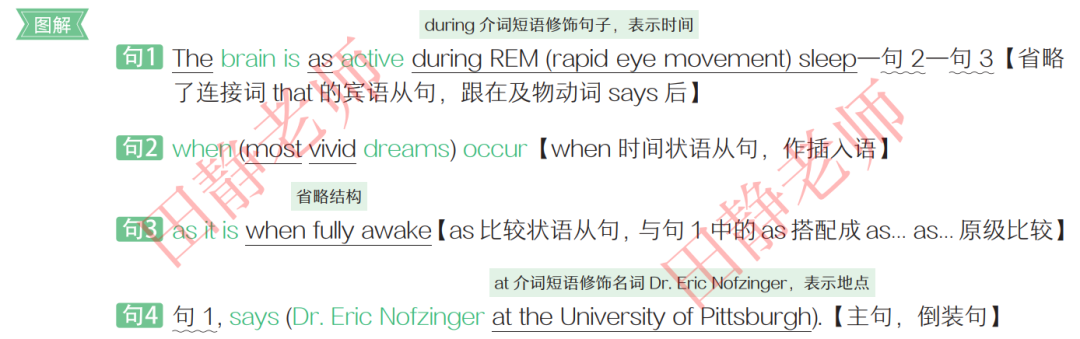 图解
during 介词短语修饰句子，表示时间
句1 The brain is as active during REM (rapid eye movement) sleep—句 2—句 3【省略
了连接词 that 的宾语从句，跟在及物动词 says 后】
句2 when (most vivid dreams) occur【when 时间状语从句，作插入语】
省略结构
句3 as it is when fully awake【as 比较状语从句，与句 1 中的 as 搭配成 as... as... 原级比较】
at 介词短语修饰名词 Dr. Eric Nofzinger，表示地点
句4 句 1, says (Dr. Eric Nofzinger at the University of Pittsburgh).【主句，倒装句】
田静老师
田静老师